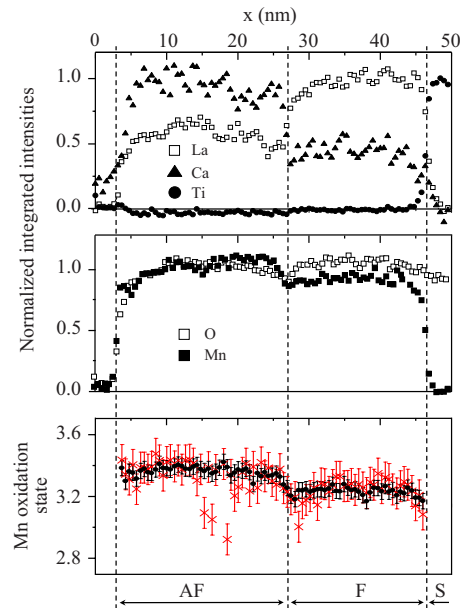 x (nm)
0 10 20 30 40 50
1.0
0.5
0.0
La
Ca
Ti
Normalized integrated intensities
1.0
0.5
0.0
O
Mn
3.6
3.2
2.8
Mn oxidation
state
AF F S